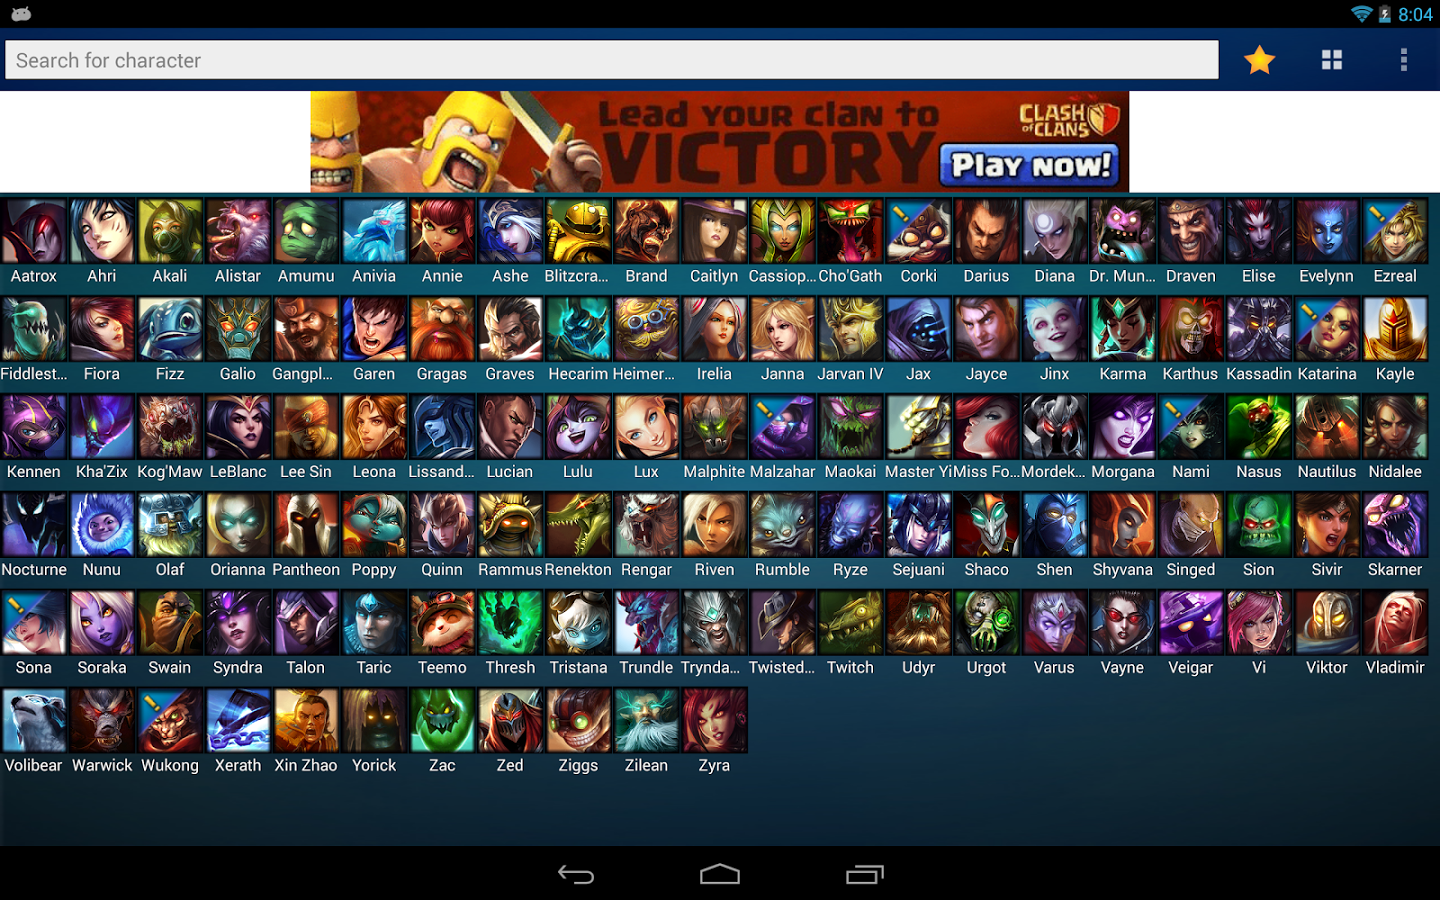 8:04
Search for character
Lead your clan to
VICTORY
CLASH
of CLANS
Play now!
Aatrox Ahri Akali Alistar Amumu Anivia Annie Ashe Blitzcra... Brand Caitlyn Cassiop... Cho'Gath Corki Darius Diana Dr. Mun... Draven Elise Evelynn Ezreal
Fiddlest... Fiora Fizz Galio Gangpl... Garen Gragas Graves Hecarim Heimer... Irelia Janna Jarvan IV Jax Jayce Jinx Karma Karthus Kassadin Katarina Kayle
Kennen Kha'Zix Kog'Maw LeBlanc Lee Sin Leona Lissand... Lucian Lulu Lux Malphite Malzahar Maokai Master Yi Miss Fo... Mordek... Morgana Nami Nasus Nautilus Nidalee
Nocturne Nunu Olaf Orianna Pantheon Poppy Quinn Rammus Renekton Rengar Riven Rumble Ryze Sejuani Shaco Shen Shyvana Singed Sion Sivir Skarner
Sona Soraka Swain Syndra Talon Taric Teemo Thresh Tristana Trundle Trynda... Twisted... Twitch Udyr Urgot Varus Vayne Veigar Vi Viktor Vladimir
Volibear Warwick Wukong Xerath Xin Zhao Yorick Zac Zed Ziggs Zilean Zyra